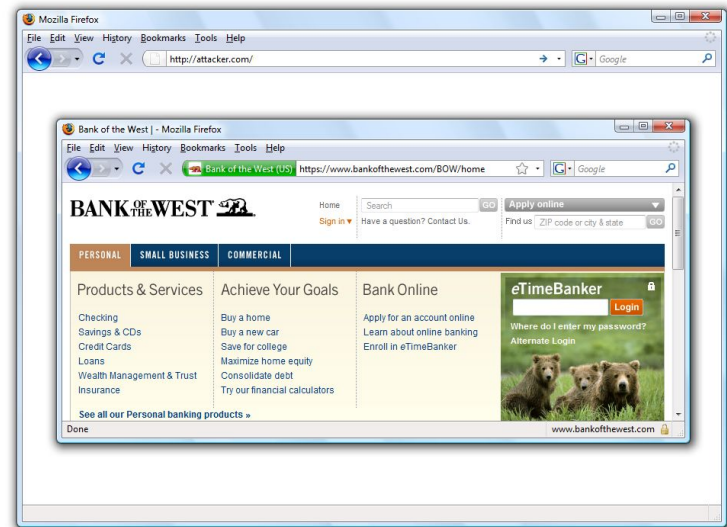 Mozilla Firefox
File Edit View History Bookmarks Tools Help
http://attacker.com/
Google
Bank of the West | - Mozilla Firefox
File Edit View History Bookmarks Tools Help
Bank of the West (US) https://www.bankofthewest.com/BOW/home
Google
BANK OF THE WEST
Home
Search GO
Apply online
Sign in
Have a question? Contact Us.
Find us ZIP code or city & state GO
PERSONAL SMALL BUSINESS COMMERCIAL
Products & Services
Checking
Savings & CDs
Credit Cards
Loans
Wealth Management & Trust
Insurance
See all our Personal banking products »
Achieve Your Goals
Buy a home
Buy a new car
Save for college
Maximize home equity
Consolidate debt
Try our financial calculators
Bank Online
Apply for an account online
Learn about online banking
Enroll in eTimeBanker
eTimeBanker
Login
Where do I enter my password?
Alternate Login
Done
www.bankofthewest.com